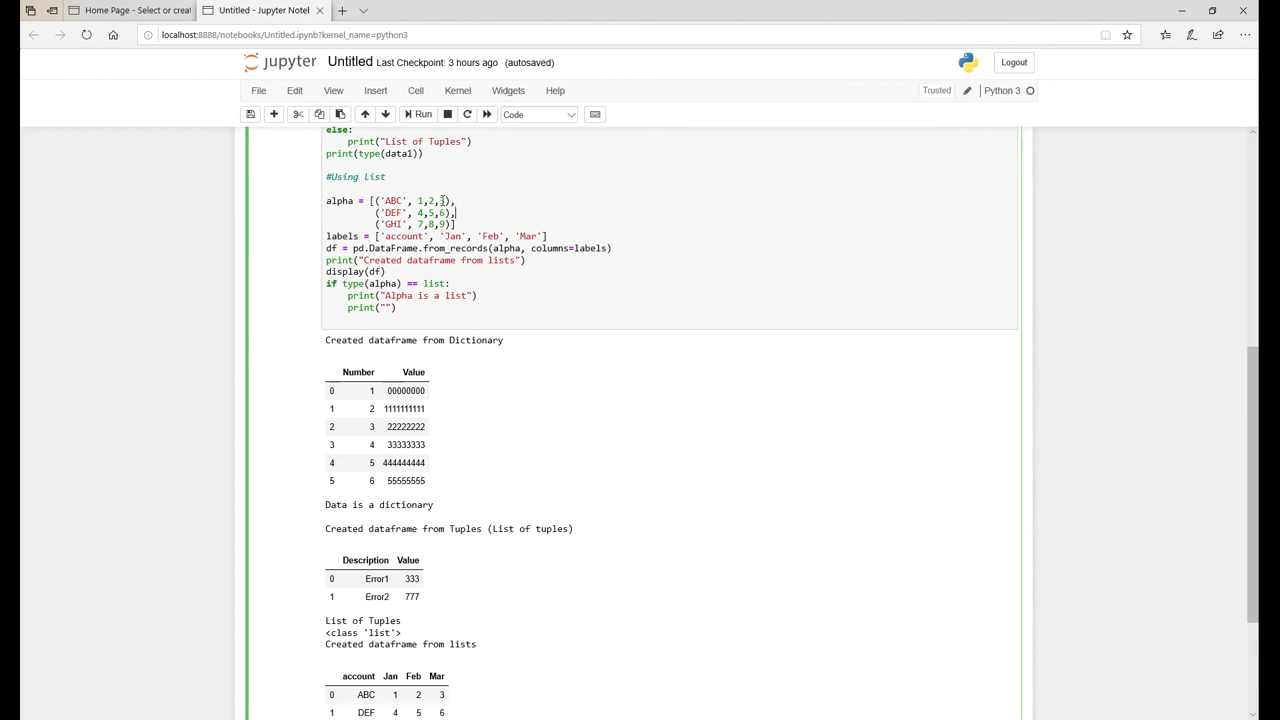 Home Page - Select or creat
Untitled - Jupyter Noteb
localhost:8888/notebooks/Untitled.ipynb?kernel_name=python3
jupyter Untitled Last Checkpoint: 3 hours ago (autosaved)
Logout
File Edit View Insert Cell Kernel Widgets Help
Trusted Python 3
Run Code
else:
print("List of Tuples")
print(type(data1))
#Using list
alpha = [('ABC', 1,2,3),
('DEF', 4,5,6),
('GHI', 7,8,9)]
labels = ['account', 'Jan', 'Feb', 'Mar']
df = pd.DataFrame.from_records(alpha, columns=labels)
print("Created dataframe from lists")
display(df)
if type(alpha) == list:
print("Alpha is a list")
print("")
Created dataframe from Dictionary
Number Value
0 1 00000000
1 2 1111111111
2 3 22222222
3 4 33333333
4 5 444444444
5 6 55555555
Data is a dictionary
Created dataframe from Tuples (List of tuples)
Description Value
0 Error1 333
1 Error2 777
List of Tuples
<class 'list'>
Created dataframe from lists
account Jan Feb Mar
0 ABC 1 2 3
1 DEF 4 5 6